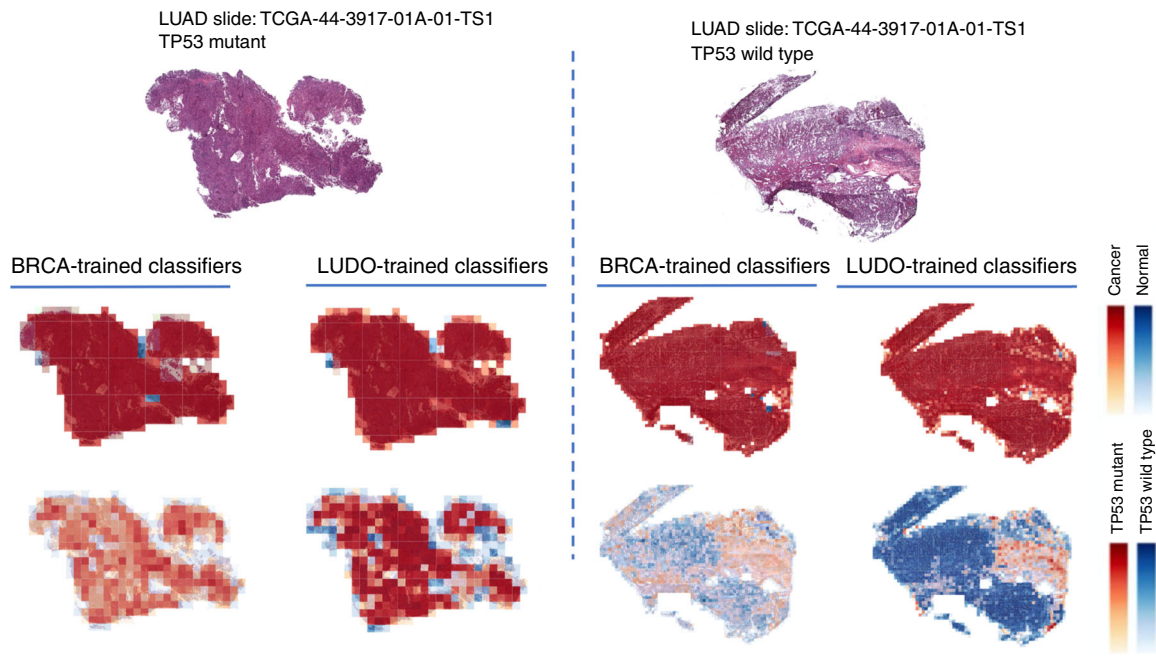 LUAD slide: TCGA-44-3917-01A-01-TS1
TP53 mutant
LUAD slide: TCGA-44-3917-01A-01-TS1
TP53 wild type
BRCA-trained classifiers
LUDO-trained classifiers
BRCA-trained classifiers
LUDO-trained classifiers
Cancer
Normal
TP53 mutant
TP53 wild type